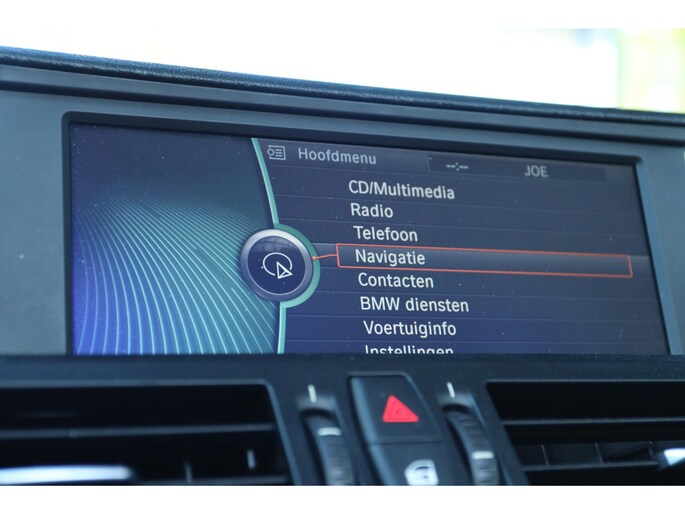 Hoofdmenu --:-- JOE
CD/Multimedia
Radio
Telefoon
Navigatie
Contacten
BMW diensten
Voertuiginfo
Instellingen